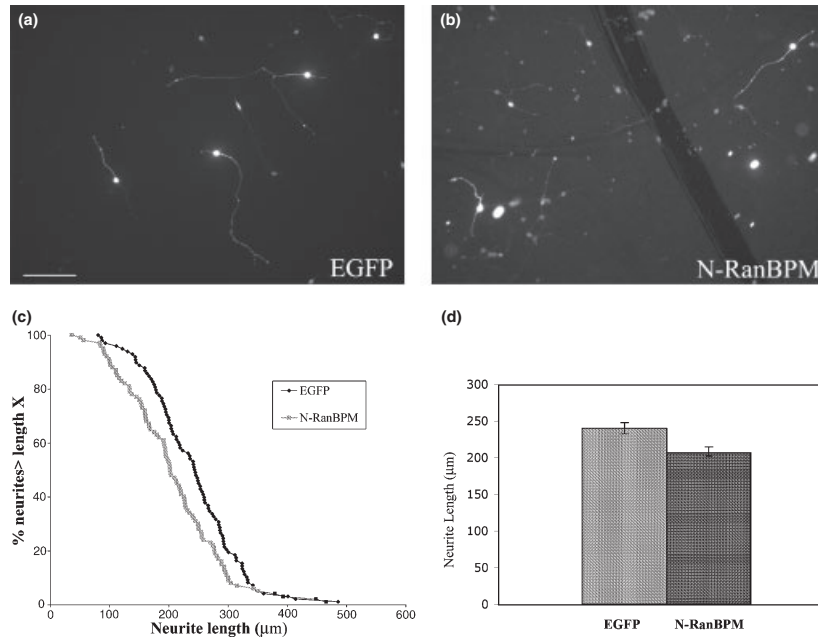 (a)
EGFP
(b)
N-RanBPM
(c)
% neurites> length X
100
80
60
40
20
0
0 100 200 300 400 500 600
Neurite length (μm)
EGFP
N-RanBPM
(d)
Neurite Length (μm)
300
250
200
150
100
50
0
EGFP N-RanBPM